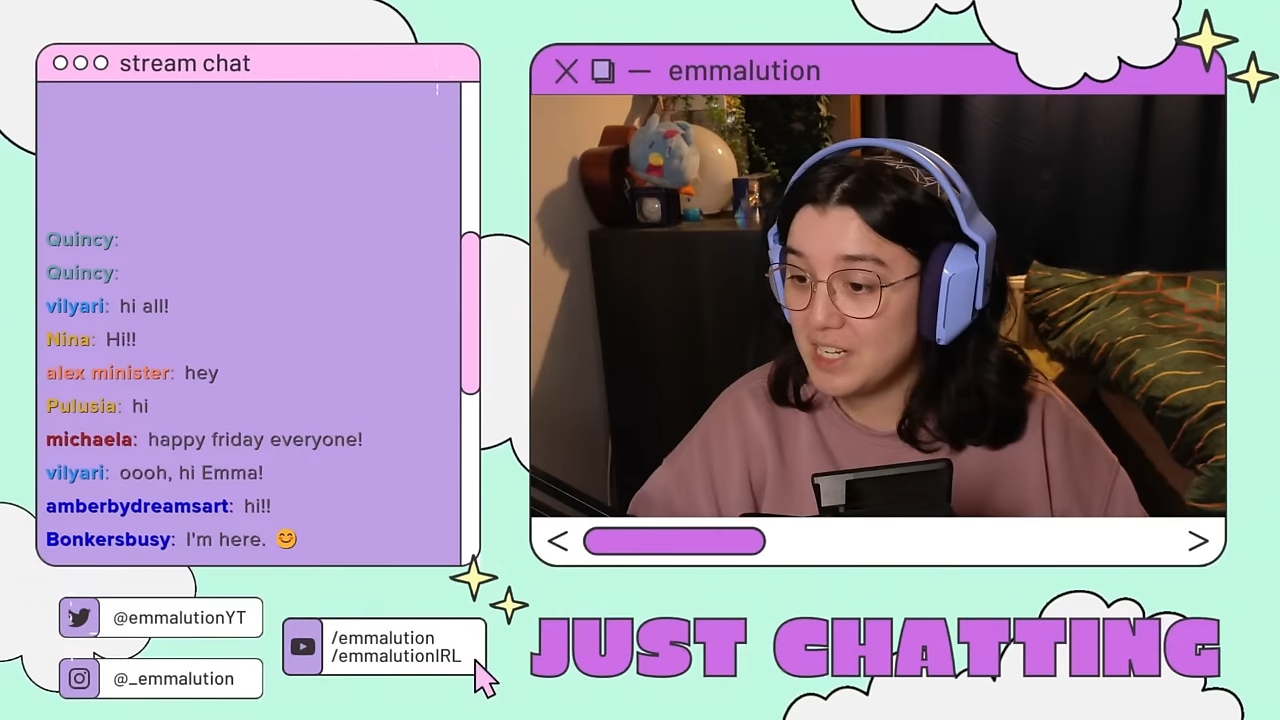 stream chat
Quincy:
Quincy:
vilyari: hi all!
Nina: Hi!!
alex minister: hey
Pulusia: hi
michaela: happy friday everyone!
vilyari: oooh, hi Emma!
amberbydreamsart: hi!!
Bonkersbusy: I'm here. 😊
emmalution
@emmalutionYT
@_emmalution
/emmalution
/emmalutionIRL
JUST CHATTING